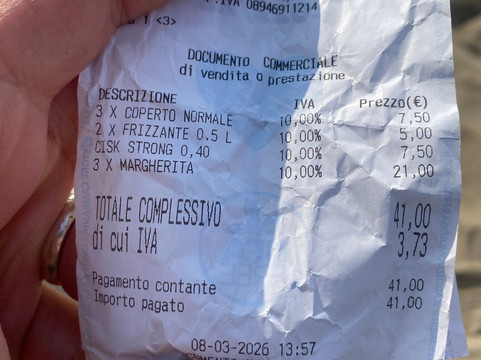 P.IVA 08946911214
1 <3>
DOCUMENTO COMMERCIALE
di vendita o prestazione
DESCRIZIONE IVA Prezzo(€)
3 X COPERTO NORMALE 10,00% 7,50
2 X FRIZZANTE 0.5 L 10,00% 5,00
CISK STRONG 0,40 10,00% 7,50
3 X MARGHERITA 10,00% 21,00
TOTALE COMPLESSIVO 41,00
di cui IVA 3,73
Pagamento contante 41,00
Importo pagato 41,00
08-03-2026 13:57